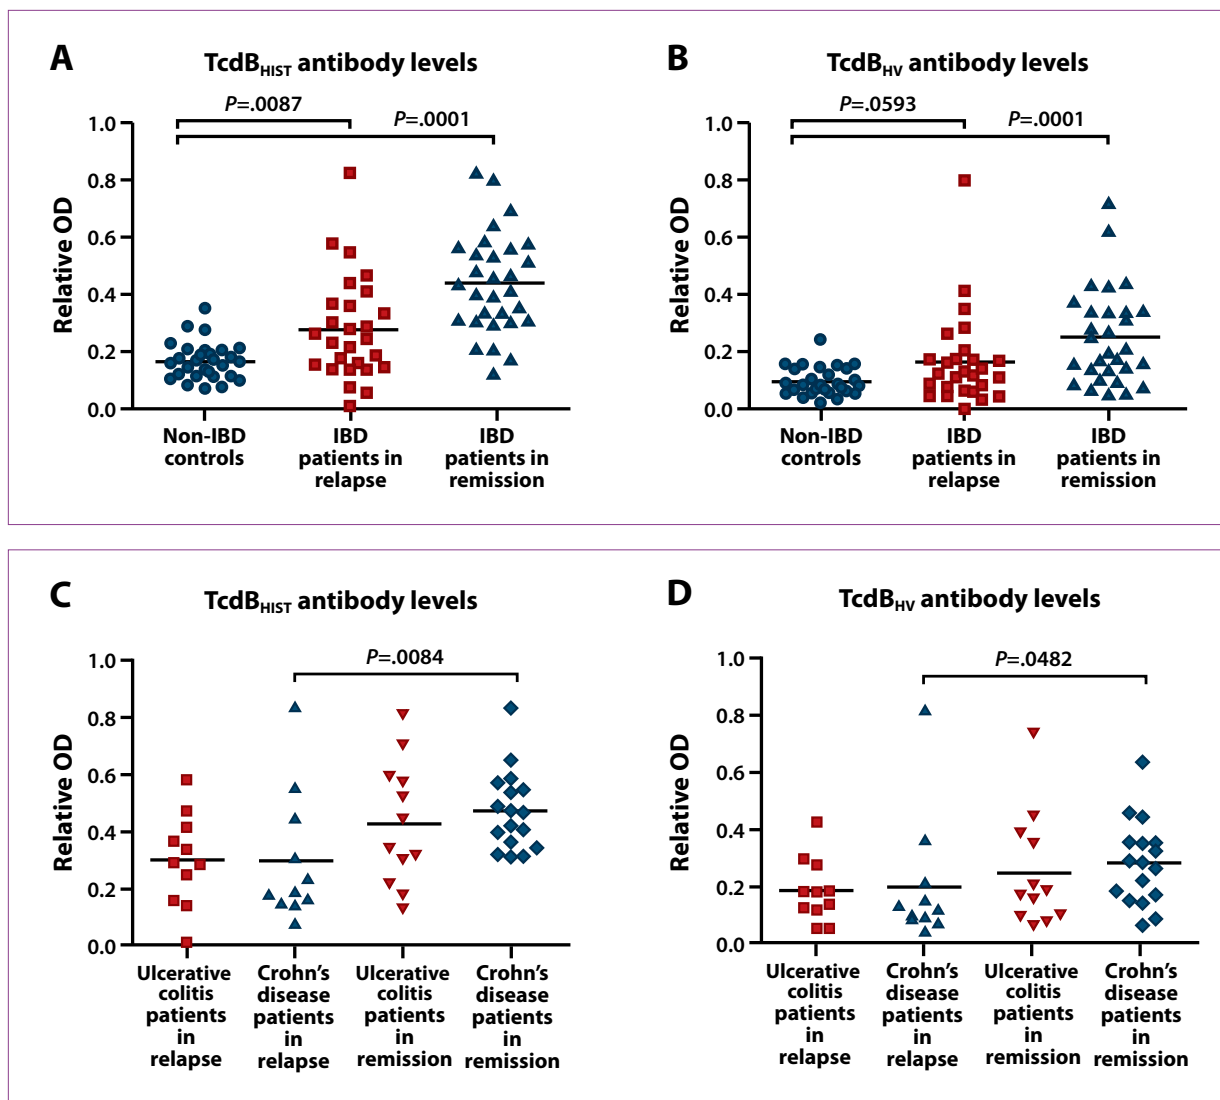 A
TcdB_HIST antibody levels
P=.0087
P=.0001
Relative OD
1.0
0.8
0.6
0.4
0.2
0.0
Non-IBD
controls
IBD
patients in
relapse
IBD
patients in
remission
B
TcdB_HV antibody levels
P=.0593
P=.0001
Relative OD
1.0
0.8
0.6
0.4
0.2
0.0
Non-IBD
controls
IBD
patients in
relapse
IBD
patients in
remission
C
TcdB_HIST antibody levels
P=.0084
Relative OD
1.0
0.8
0.6
0.4
0.2
0.0
Ulcerative
colitis
patients
in
relapse
Crohn's
disease
patients
in
relapse
Ulcerative
colitis
patients
in
remission
Crohn's
disease
patients
in
remission
D
TcdB_HV antibody levels
P=.0482
Relative OD
1.0
0.8
0.6
0.4
0.2
0.0
Ulcerative
colitis
patients
in
relapse
Crohn's
disease
patients
in
relapse
Ulcerative
colitis
patients
in
remission
Crohn's
disease
patients
in
remission